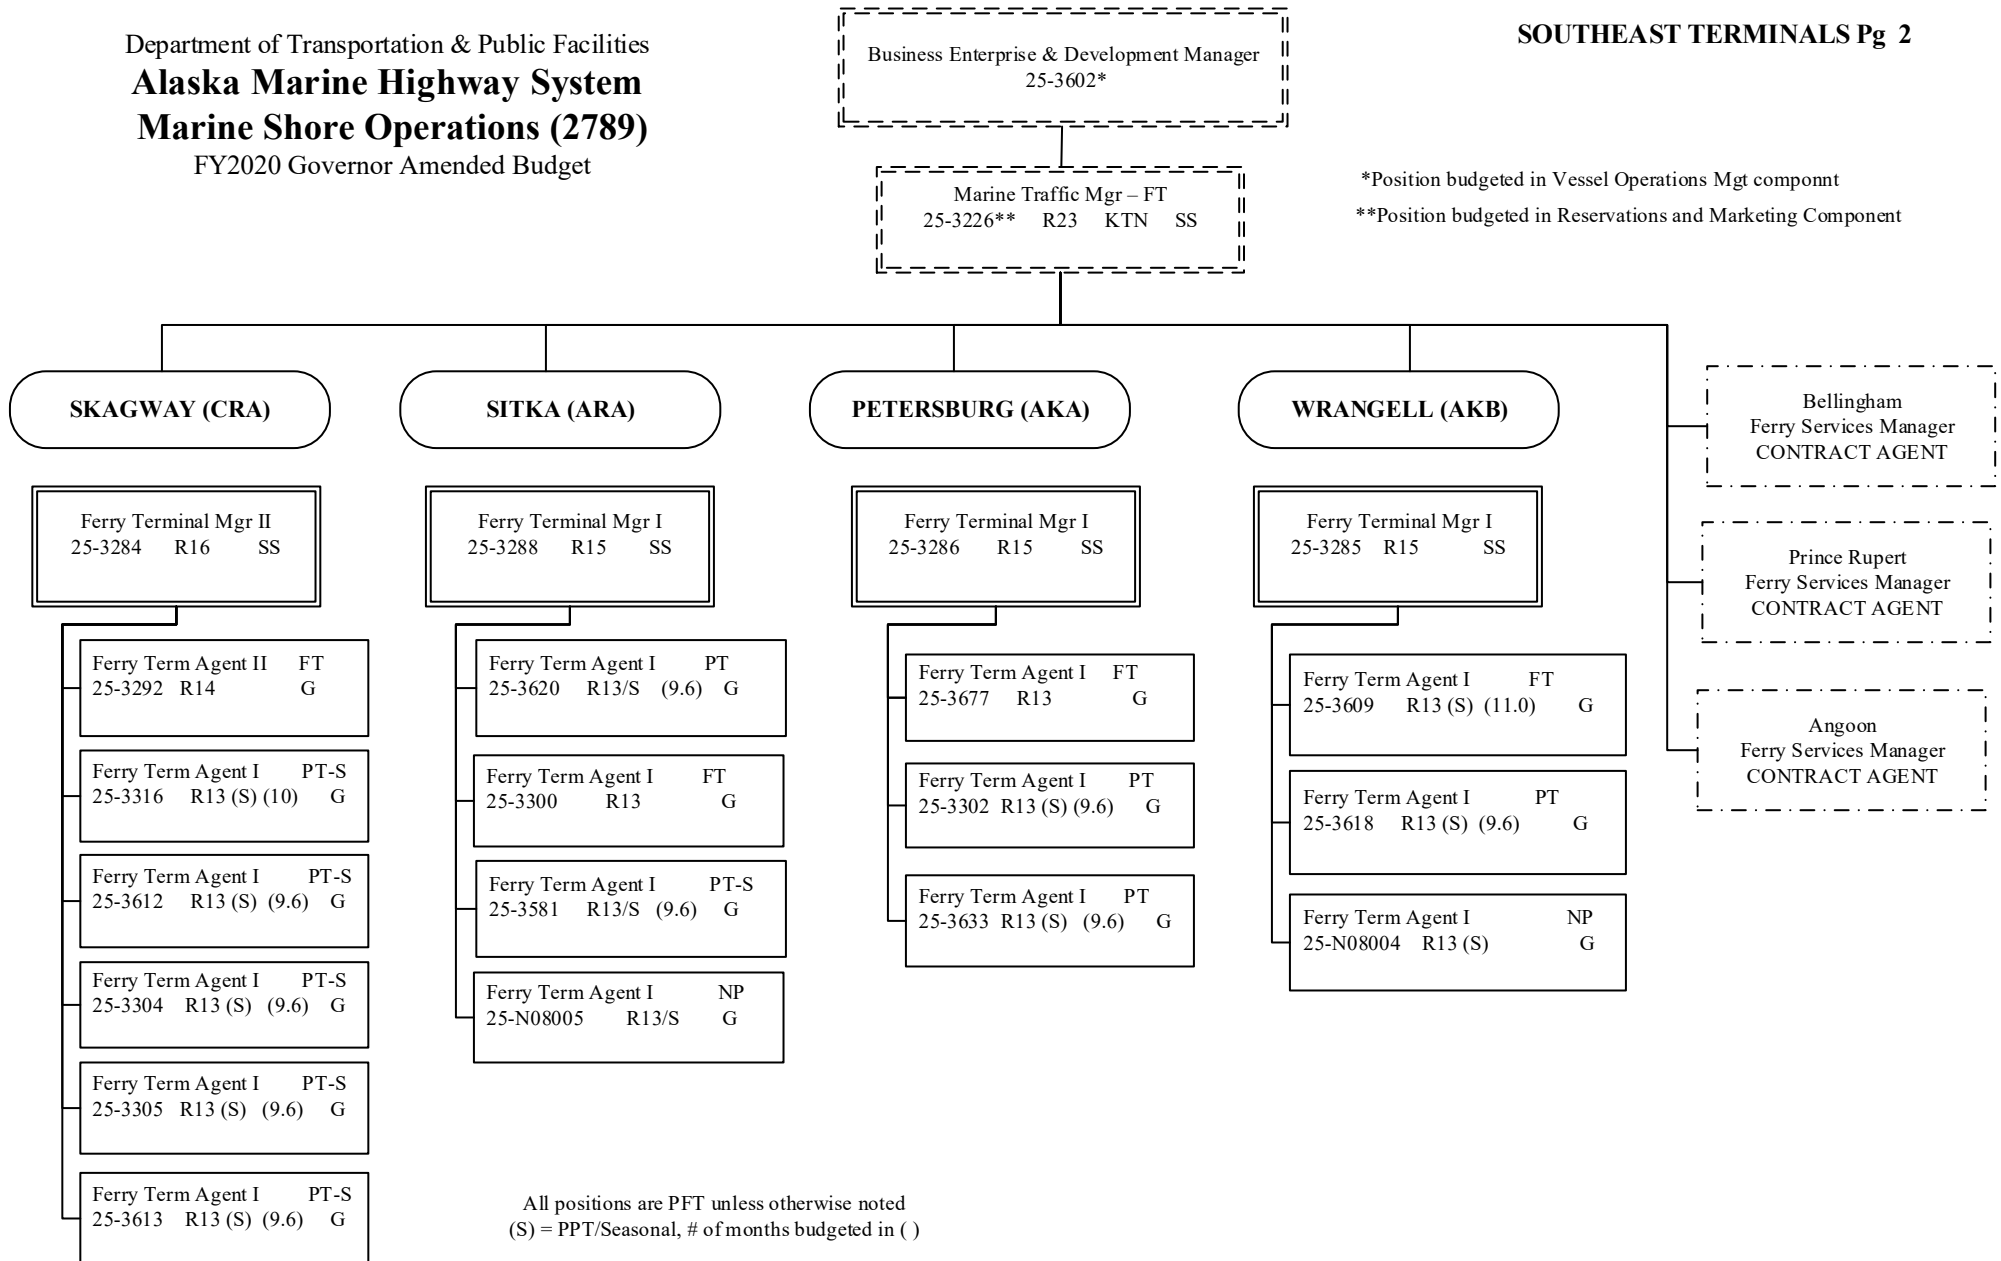 Department of Transportation & Public Facilities
Alaska Marine Highway System
Marine Shore Operations (2789)
FY2020 Governor Amended Budget
Business Enterprise & Development Manager
25-3602*
SOUTHEAST TERMINALS Pg 2
Marine Traffic Mgr – FT
25-3226** R23 KTN SS
*Position budgeted in Vessel Operations Mgt componnt
**Position budgeted in Reservations and Marketing Component
SKAGWAY (CRA)
Ferry Terminal Mgr II
25-3284 R16 SS
Ferry Term Agent II FT
25-3292 R14 G
Ferry Term Agent I PT-S
25-3316 R13 (S) (10) G
Ferry Term Agent I PT-S
25-3612 R13 (S) (9.6) G
Ferry Term Agent I PT-S
25-3304 R13 (S) (9.6) G
Ferry Term Agent I PT-S
25-3305 R13 (S) (9.6) G
Ferry Term Agent I PT-S
25-3613 R13 (S) (9.6) G
SITKA (ARA)
Ferry Terminal Mgr I
25-3288 R15 SS
Ferry Term Agent I PT
25-3620 R13/S (9.6) G
Ferry Term Agent I FT
25-3300 R13 G
Ferry Term Agent I PT-S
25-3581 R13/S (9.6) G
Ferry Term Agent I NP
25-N08005 R13/S G
PETERSBURG (AKA)
Ferry Terminal Mgr I
25-3286 R15 SS
Ferry Term Agent I FT
25-3677 R13 G
Ferry Term Agent I PT
25-3302 R13 (S) (9.6) G
Ferry Term Agent I PT
25-3633 R13 (S) (9.6) G
WRANGELL (AKB)
Ferry Terminal Mgr I
25-3285 R15 SS
Ferry Term Agent I FT
25-3609 R13 (S) (11.0) G
Ferry Term Agent I PT
25-3618 R13 (S) (9.6) G
Ferry Term Agent I NP
25-N08004 R13 (S) G
Bellingham
Ferry Services Manager
CONTRACT AGENT
Prince Rupert
Ferry Services Manager
CONTRACT AGENT
Angoon
Ferry Services Manager
CONTRACT AGENT
All positions are PFT unless otherwise noted
(S) = PPT/Seasonal, # of months budgeted in ( )